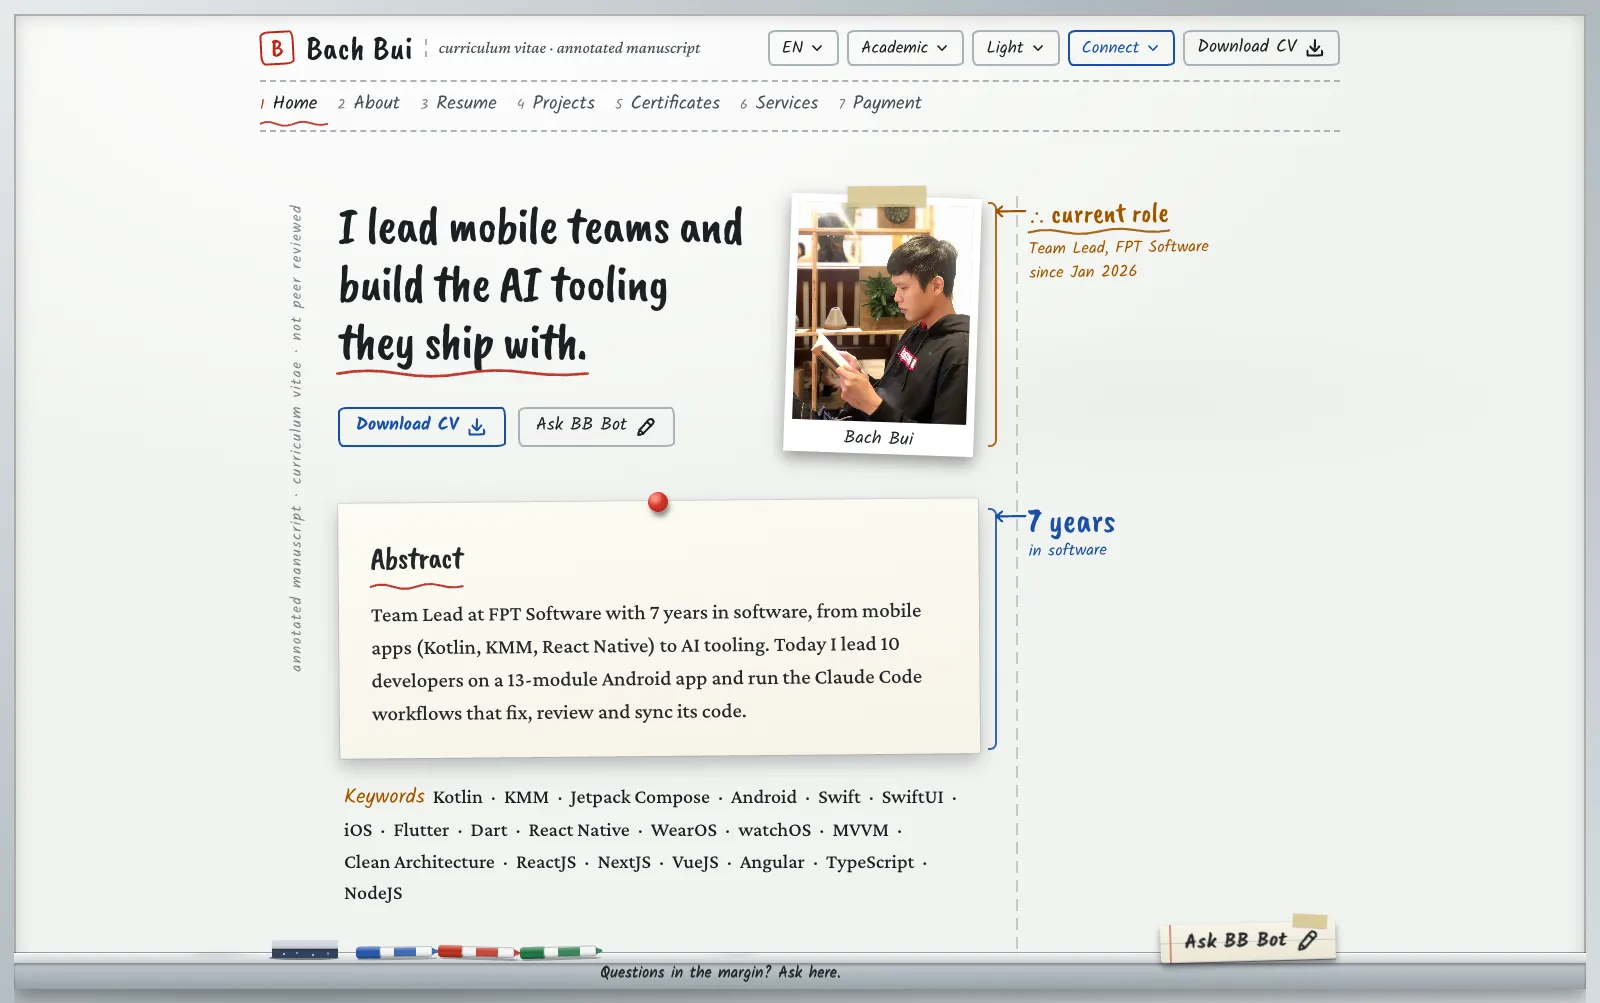 B Bach Bui curriculum vitae · annotated manuscript EN Academic Light Connect Download CV
1 Home 2 About 3 Resume 4 Projects 5 Certificates 6 Services 7 Payment
annotated manuscript · curriculum vitae · not peer reviewed
I lead mobile teams and
build the AI tooling
they ship with.
Download CV Ask BB Bot
Bach Bui
∴ current role
Team Lead, FPT Software
since Jan 2026
Abstract
Team Lead at FPT Software with 7 years in software, from mobile
apps (Kotlin, KMM, React Native) to AI tooling. Today I lead 10
developers on a 13-module Android app and run the Claude Code
workflows that fix, review and sync its code.
7 years
in software
Keywords Kotlin · KMM · Jetpack Compose · Android · Swift · SwiftUI ·
iOS · Flutter · Dart · React Native · WearOS · watchOS · MVVM ·
Clean Architecture · ReactJS · NextJS · VueJS · Angular · TypeScript ·
NodeJS
Ask BB Bot
Questions in the margin? Ask here.